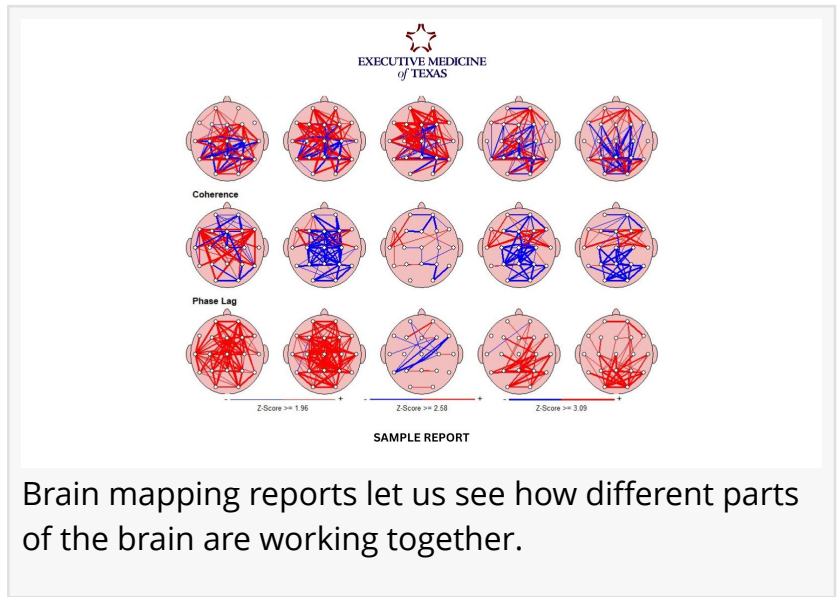 EXECUTIVE MEDICINE
of TEXAS
Coherence
Phase Lag
- + - + - +
Z-Score >= 1.96 Z-Score >= 2.58 Z-Score >= 3.09
SAMPLE REPORT
Brain mapping reports let us see how different parts
of the brain are working together.